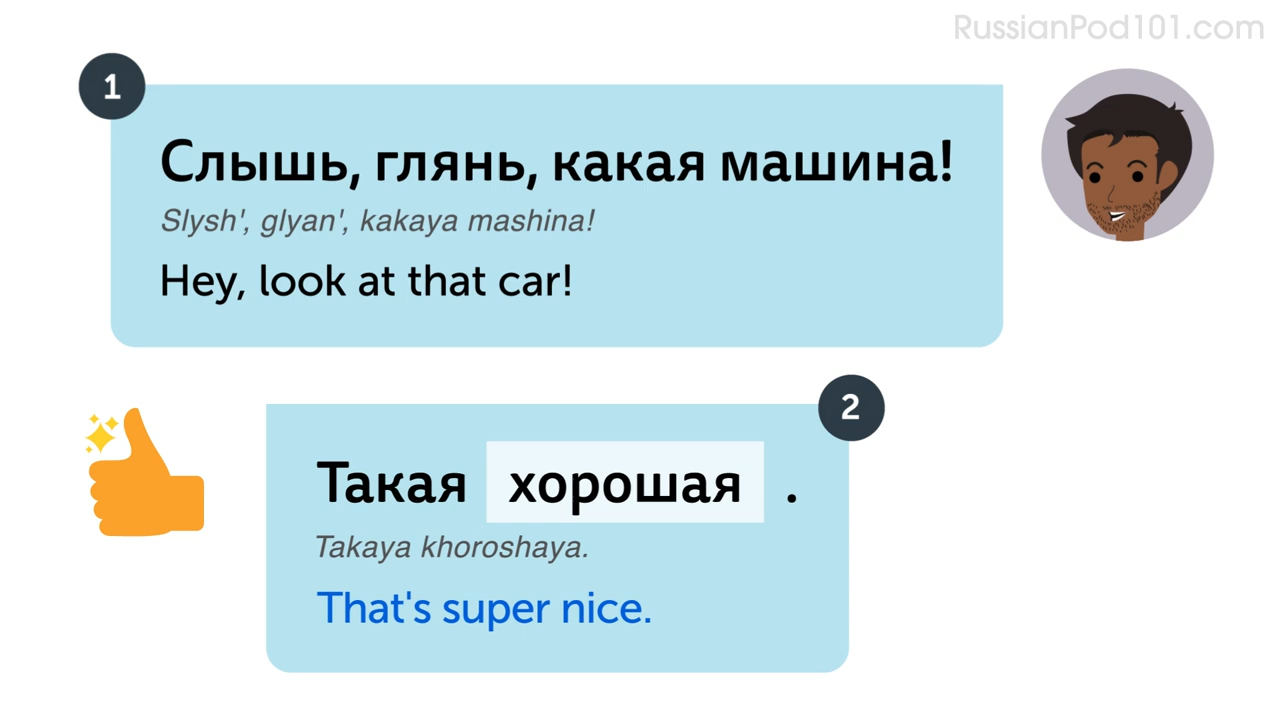 RussianPod101.com
1
Слышь, глянь, какая машина!
Slysh', glyan', kakaya mashina!
Hey, look at that car!
2
Такая хорошая .
Takaya khoroshaya.
That's super nice.